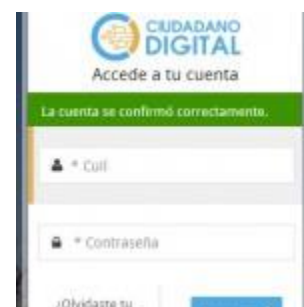 CIUDADANO
DIGITAL
Accede a tu cuenta
La cuenta se confirmó correctamente.
* Cuil
* Contraseña
¿Olvidaste tu